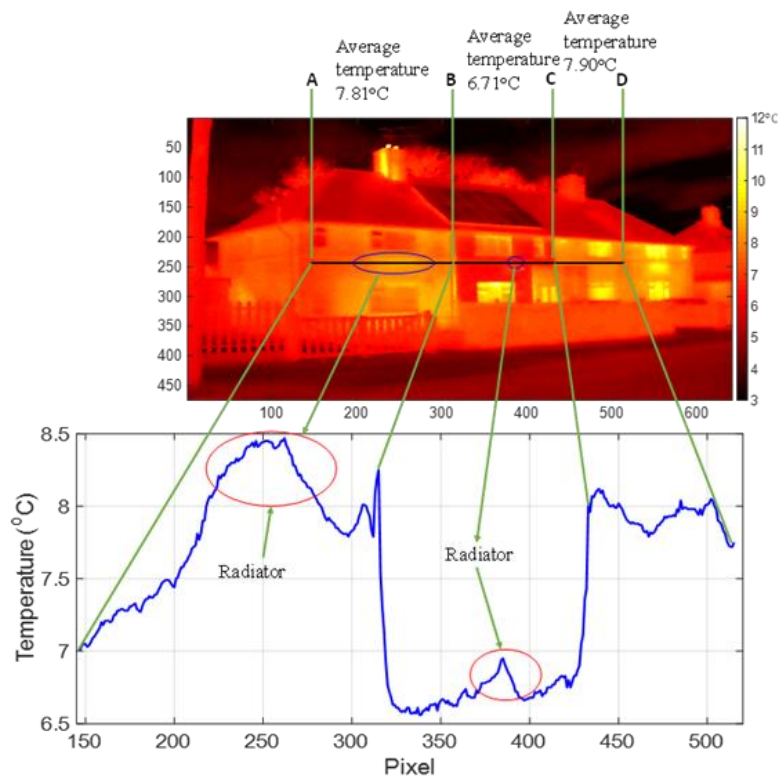 Average
temperature
7.81°C
Average
temperature
6.71°C
Average
temperature
7.90°C
A
B
C
D
50
100
150
200
250
300
350
400
450
100
200
300
400
500
600
12°C
11
10
9
8
7
6
5
4
3
8.5
8
7.5
7
6.5
Temperature (°C)
Radiator
Radiator
150
200
250
300
350
400
450
500
Pixel